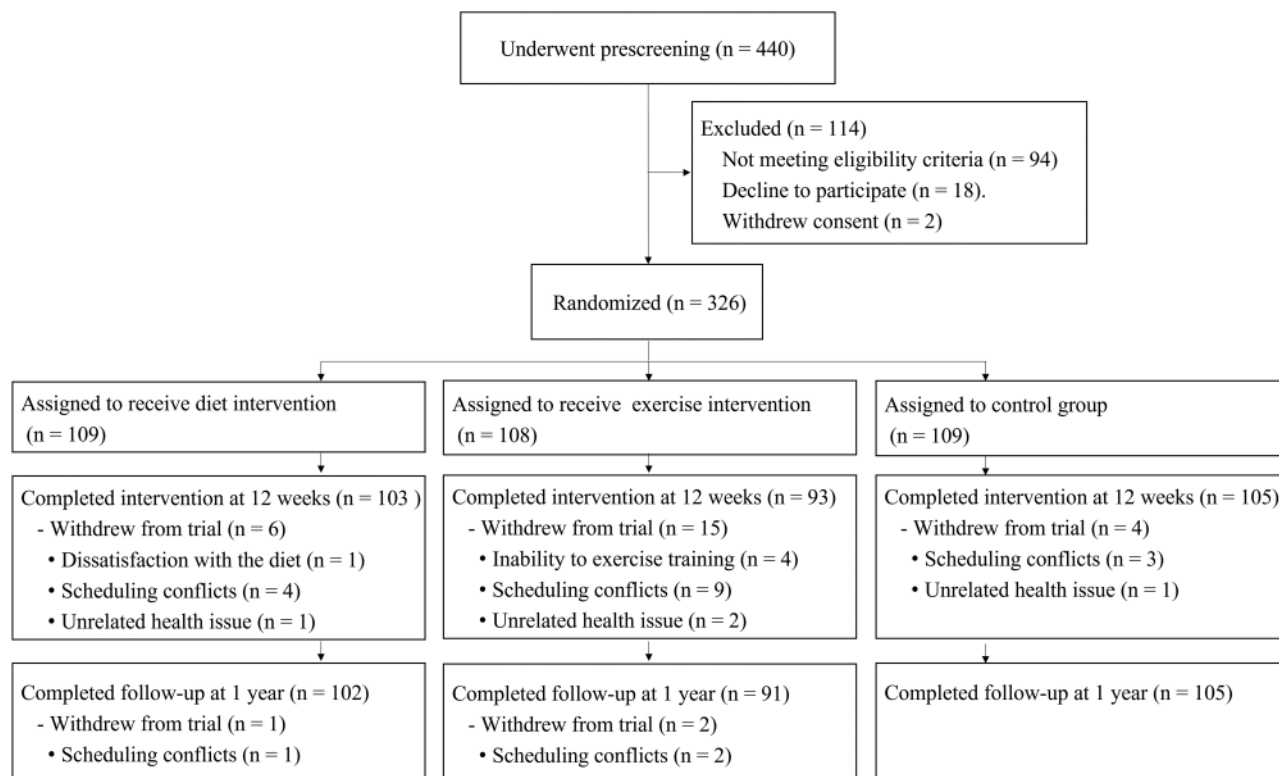 Underwent prescreening (n = 440)
Excluded (n = 114)
Not meeting eligibility criteria (n = 94)
Decline to participate (n = 18).
Withdrew consent (n = 2)
Randomized (n = 326)
Assigned to receive diet intervention
(n = 109)
Assigned to receive exercise intervention
(n = 108)
Assigned to control group
(n = 109)
Completed intervention at 12 weeks (n = 103 )
- Withdrew from trial (n = 6)
• Dissatisfaction with the diet (n = 1)
• Scheduling conflicts (n = 4)
• Unrelated health issue (n = 1)
Completed intervention at 12 weeks (n = 93)
- Withdrew from trial (n = 15)
• Inability to exercise training (n = 4)
• Scheduling conflicts (n = 9)
• Unrelated health issue (n = 2)
Completed intervention at 12 weeks (n = 105)
- Withdrew from trial (n = 4)
• Scheduling conflicts (n = 3)
• Unrelated health issue (n = 1)
Completed follow-up at 1 year (n = 102)
- Withdrew from trial (n = 1)
• Scheduling conflicts (n = 1)
Completed follow-up at 1 year (n = 91)
- Withdrew from trial (n = 2)
• Scheduling conflicts (n = 2)
Completed follow-up at 1 year (n = 105)